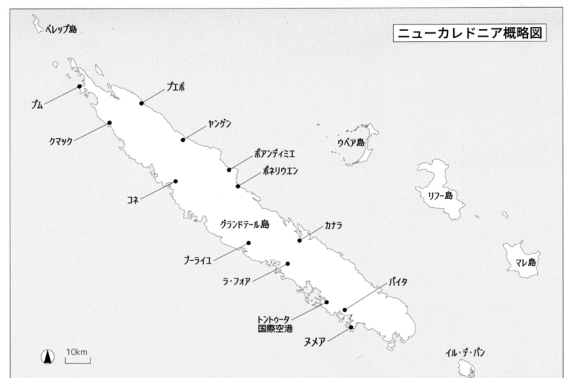 ニューカレドニア概略図
ベレップ島
プエボ
プム
ヤンゲン
クマック
ウベア島
ポアンディミエ
ポネリウエン
リフー島
コネ
グランドテール島
カナラ
ブーライユ
マレ島
ラ・フォア
パイタ
トントゥータ
国際空港
ヌメア
10km
イル・デ・パン